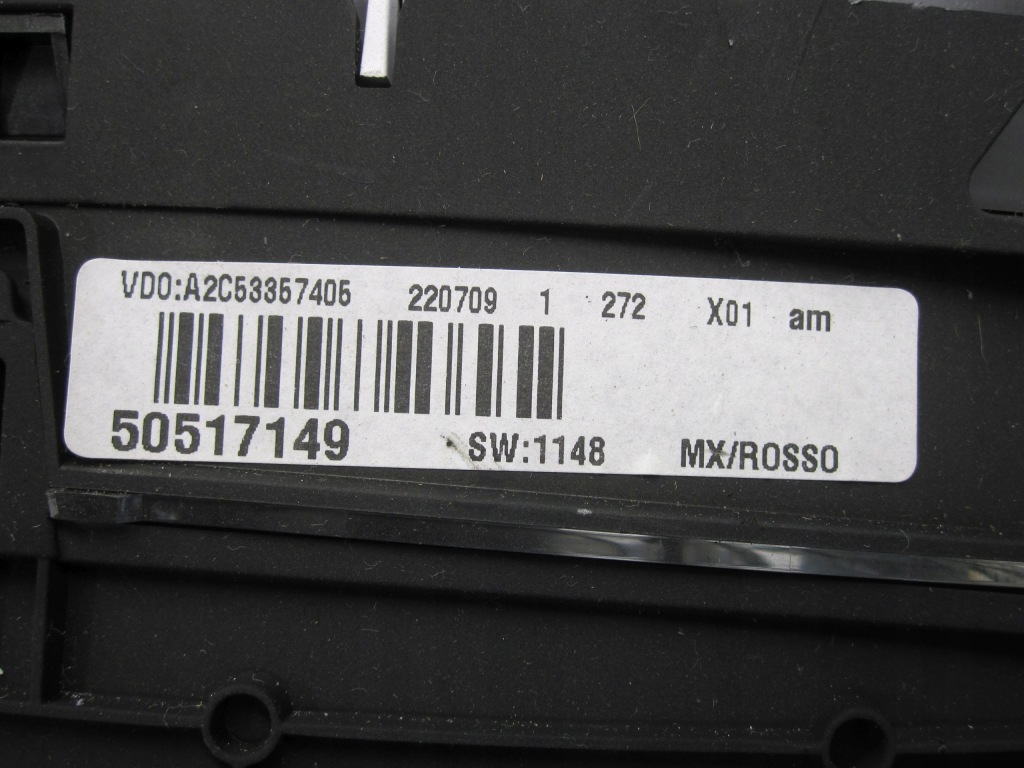 VDO:A2C53357405 220709 1 272 X01 am
50517149 SW:1148 MX/ROSSO